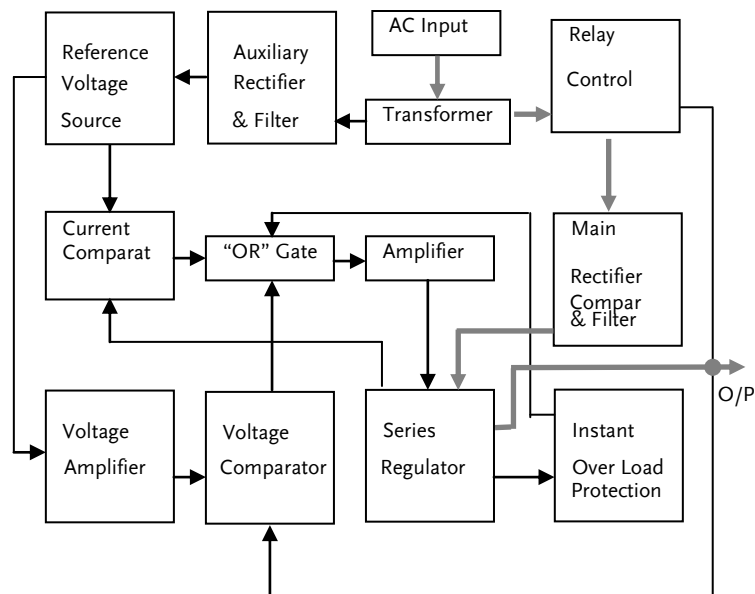 Reference
Voltage
Source
Auxiliary
Rectifier
& Filter
AC Input
Transformer
Relay
Control
Current
Comparat
“OR” Gate
Amplifier
Main
Rectifier
Compar
& Filter
O/P
Voltage
Amplifier
Voltage
Comparator
Series
Regulator
Instant
Over Load
Protection